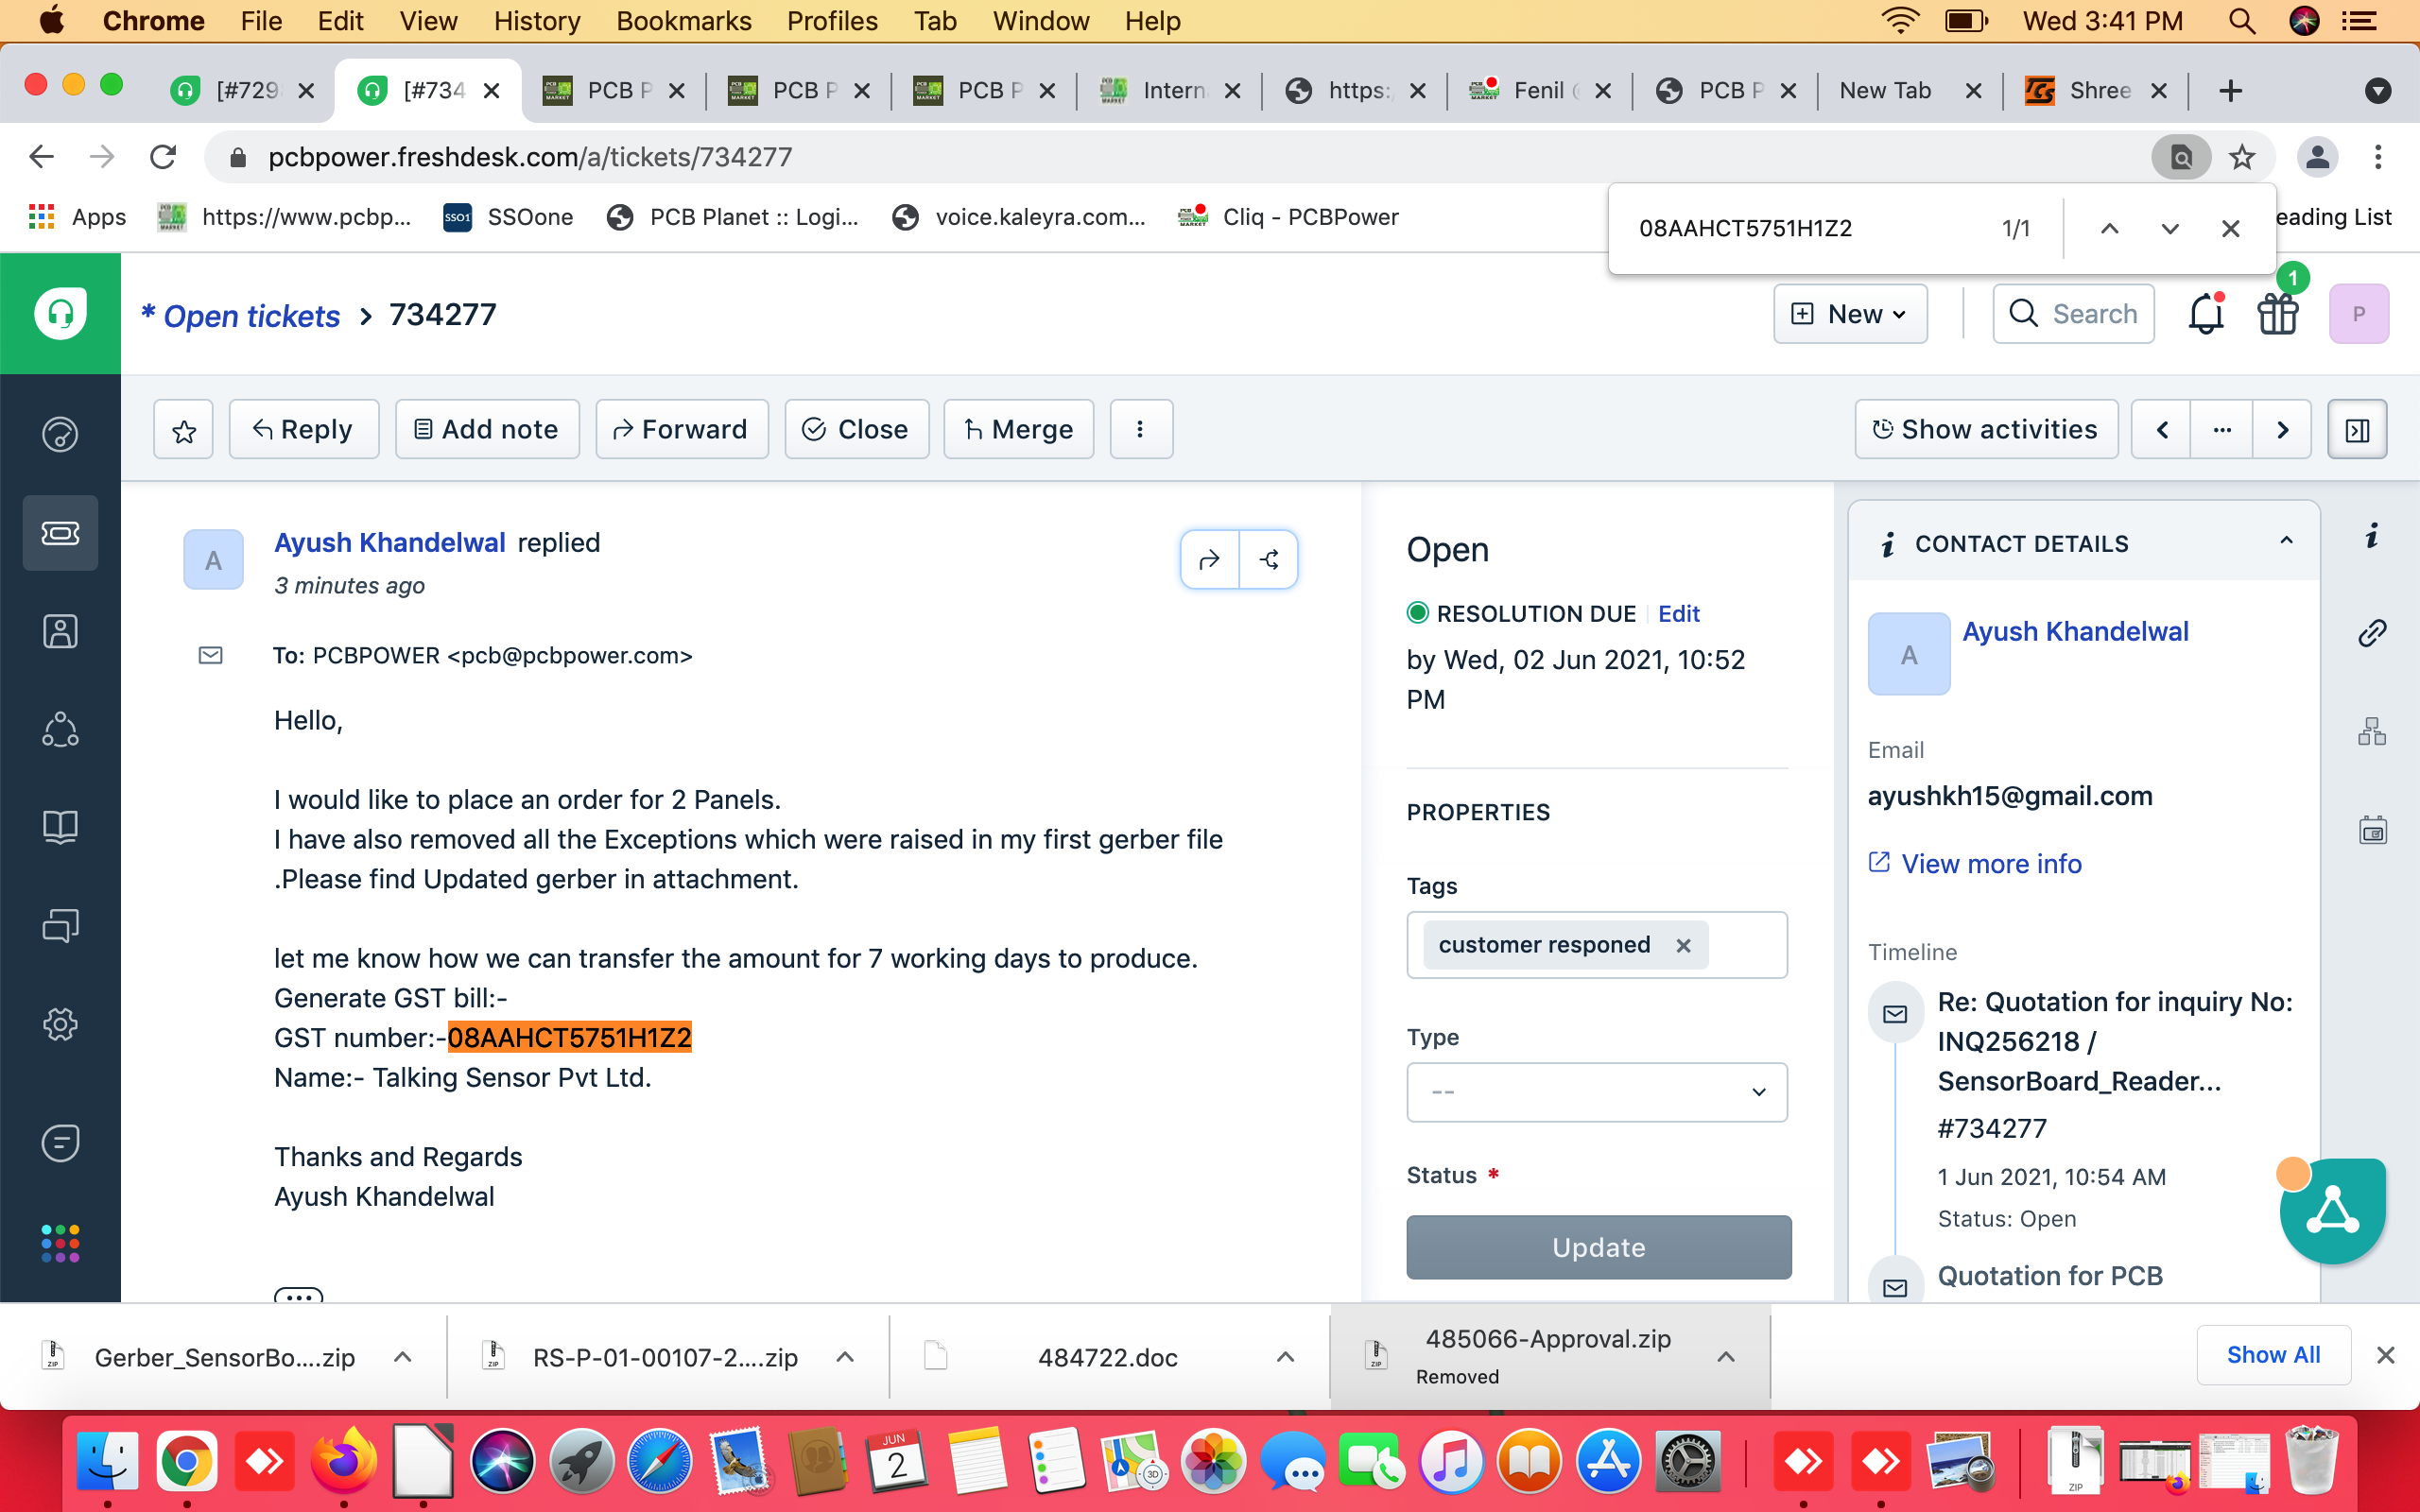 Chrome File Edit View History Bookmarks Profiles Tab Window Help Wed 3:41 PM
[#729 [#734 PCB P PCB P PCB P Intern https: Fenil PCB P New Tab Shree
pcbpower.freshdesk.com/a/tickets/734277
Apps https://www.pcbp... SSO1 SSOone PCB Planet :: Logi... voice.kaleyra.com... Cliq - PCBPower eading List
08AAHCT5751H1Z2 1/1
* Open tickets > 734277
New Search 1 P
Reply Add note Forward Close Merge Show activities
A Ayush Khandelwal replied
3 minutes ago
To: PCBPOWER <pcb@pcbpower.com>
Hello,
I would like to place an order for 2 Panels.
I have also removed all the Exceptions which were raised in my first gerber file
.Please find Updated gerber in attachment.
let me know how we can transfer the amount for 7 working days to produce.
Generate GST bill:-
GST number:-08AAHCT5751H1Z2
Name:- Talking Sensor Pvt Ltd.
Thanks and Regards
Ayush Khandelwal
Open
RESOLUTION DUE Edit
by Wed, 02 Jun 2021, 10:52
PM
PROPERTIES
Tags
customer responed
Type
--
Status *
Update
CONTACT DETAILS
A Ayush Khandelwal
Email
ayushkh15@gmail.com
View more info
Timeline
Re: Quotation for inquiry No:
INQ256218 /
SensorBoard_Reader...
#734277
1 Jun 2021, 10:54 AM
Status: Open
Quotation for PCB
Gerber_SensorBo....zip RS-P-01-00107-2....zip 484722.doc 485066-Approval.zip
Removed
Show All
JUN
2
3D
ZIP